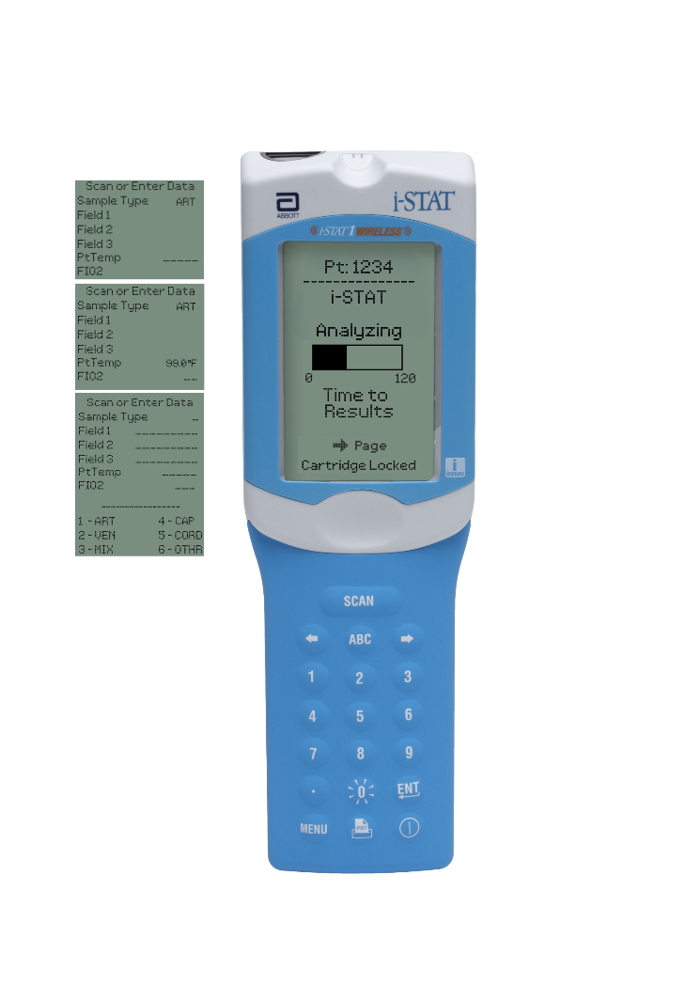 Scan or Enter Data
Sample Type ART
Field 1
Field 2
Field 3
PtTemp _____
FIO2
Scan or Enter Data
Sample Type ART
Field 1
Field 2
Field 3
PtTemp 99.0°F
FIO2 __
Scan or Enter Data
Sample Type _
Field 1 _________
Field 2 _________
Field 3 _________
PtTemp _____
FIO2 ___
-----------------
1 - ART 4 - CAP
2 - VEN 5 - CORD
3 - MIX 6 - OTHR
ABBOTT
i-STAT
i-STAT 1 WIRELESS
Pt: 1234
-----------------
i-STAT
Analyzing
0 120
Time to
Results
Page
Cartridge Locked
i
SCAN
ABC
1 2 3
4 5 6
7 8 9
. 0 ENT
MENU PRT